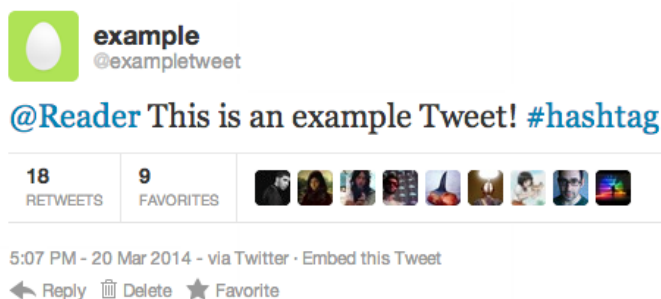 example
@exampletweet
@Reader This is an example Tweet! #hashtag
18 9
RETWEETS FAVORITES
5:07 PM - 20 Mar 2014 - via Twitter · Embed this Tweet
Reply Delete Favorite